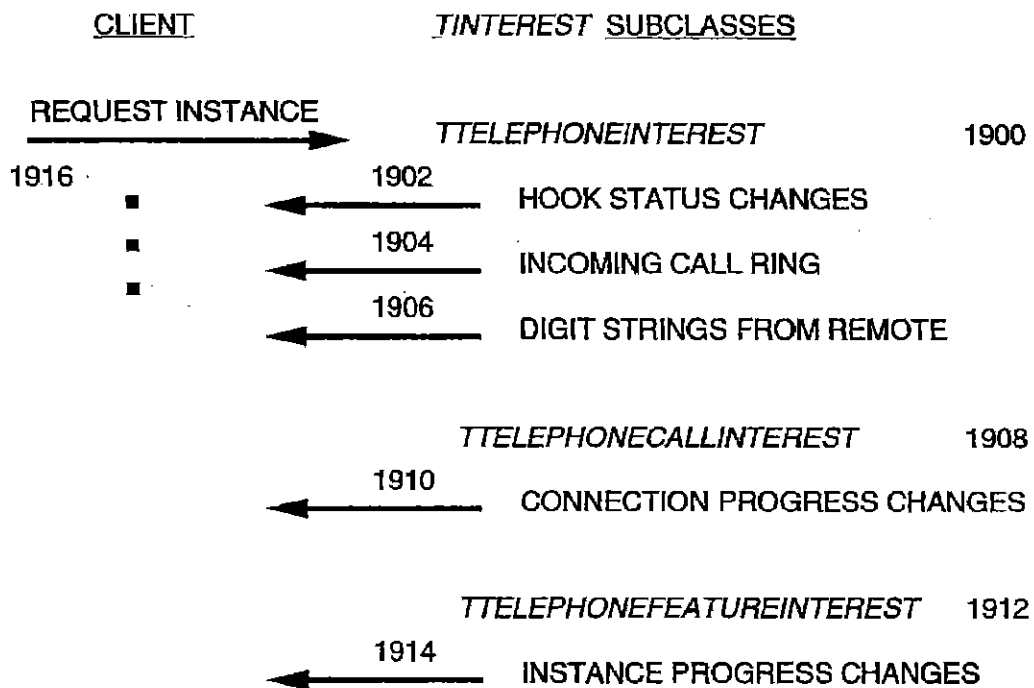 CLIENT TINTEREST SUBCLASSES
REQUEST INSTANCE
TTELEPHONEINTEREST 1900
1916 1902
HOOK STATUS CHANGES
1904
INCOMING CALL RING
1906
DIGIT STRINGS FROM REMOTE
TTELEPHONECALLINTEREST 1908
1910
CONNECTION PROGRESS CHANGES
TTELEPHONEFEATUREINTEREST 1912
1914
INSTANCE PROGRESS CHANGES